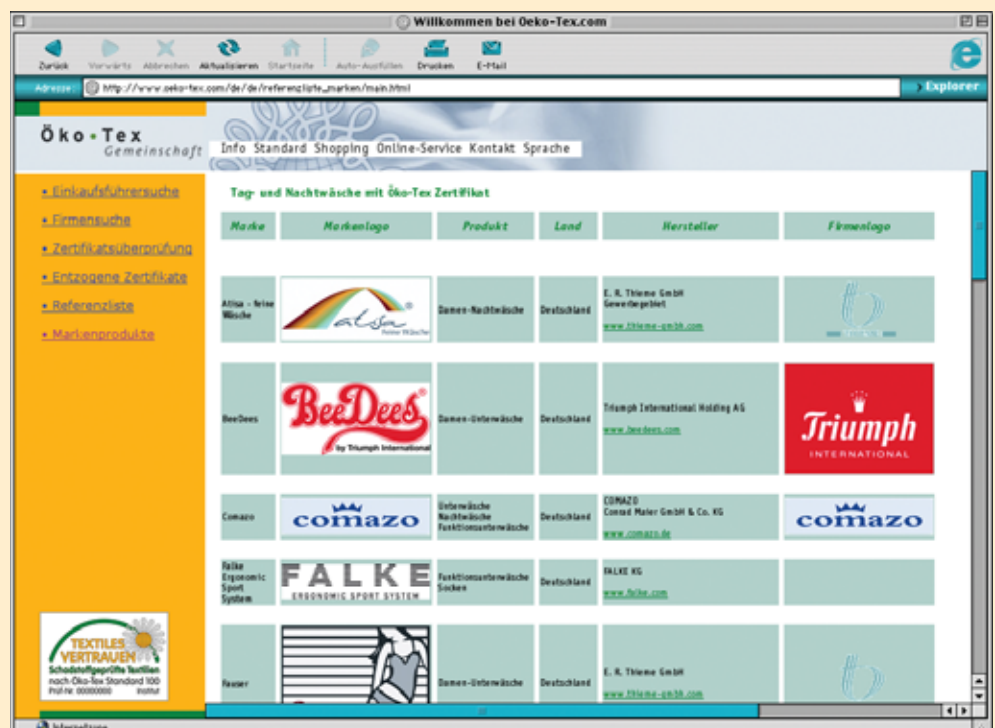 Willkommen bei Oeko-Tex.com
Zurück Vorwärts Abbrechen Aktualisieren Startseite Auto-Ausfüllen Drucken E-Mail
Adresse: http://www.oeko-tex.com/de/de/referenzliste_marken/main.html Explorer
Öko•Tex
Gemeinschaft
Info Standard Shopping Online-Service Kontakt Sprache
• Einkaufsführersuche
• Firmensuche
• Zertifikatsüberprüfung
• Entzogene Zertifikate
• Referenzliste
• Markenprodukte
Tag- und Nachtwäsche mit Öko-Tex Zertifikat
Marke Markenlogo Produkt Land Hersteller Firmenlogo
Atisa - feine
Wäsche
atisa
feine Wäsche
Damen-Nachtwäsche
Deutschland
E. R. Thieme GmbH
Gewerbegebiet
www.thieme-gmbh.com
BeeDees
BeeDees
by Triumph International
Damen-Unterwäsche
Deutschland
Triumph International Holding AG
www.beedees.com
Triumph
INTERNATIONAL
Comazo
comazo
Unterwäsche
Nachtwäsche
Funktionsunterwäsche
Deutschland
COMAZO
Conrad Maier GmbH & Co. KG
www.comazo.de
comazo
Falke
Ergonomic
Sport
System
FALKE
ERGONOMIC SPORT SYSTEM
Funktionsunterwäsche
Socken
Deutschland
FALKE KG
www.falke.com
Fauser
Damen-Unterwäsche
Deutschland
E. R. Thieme GmbH
www.thieme-gmbh.com
TEXTILES
VERTRAUEN
Schadstoffgeprüfte Textilien
nach Öko-Tex Standard 100
Prüf-Nr. 00000000 Institut
Internetzone